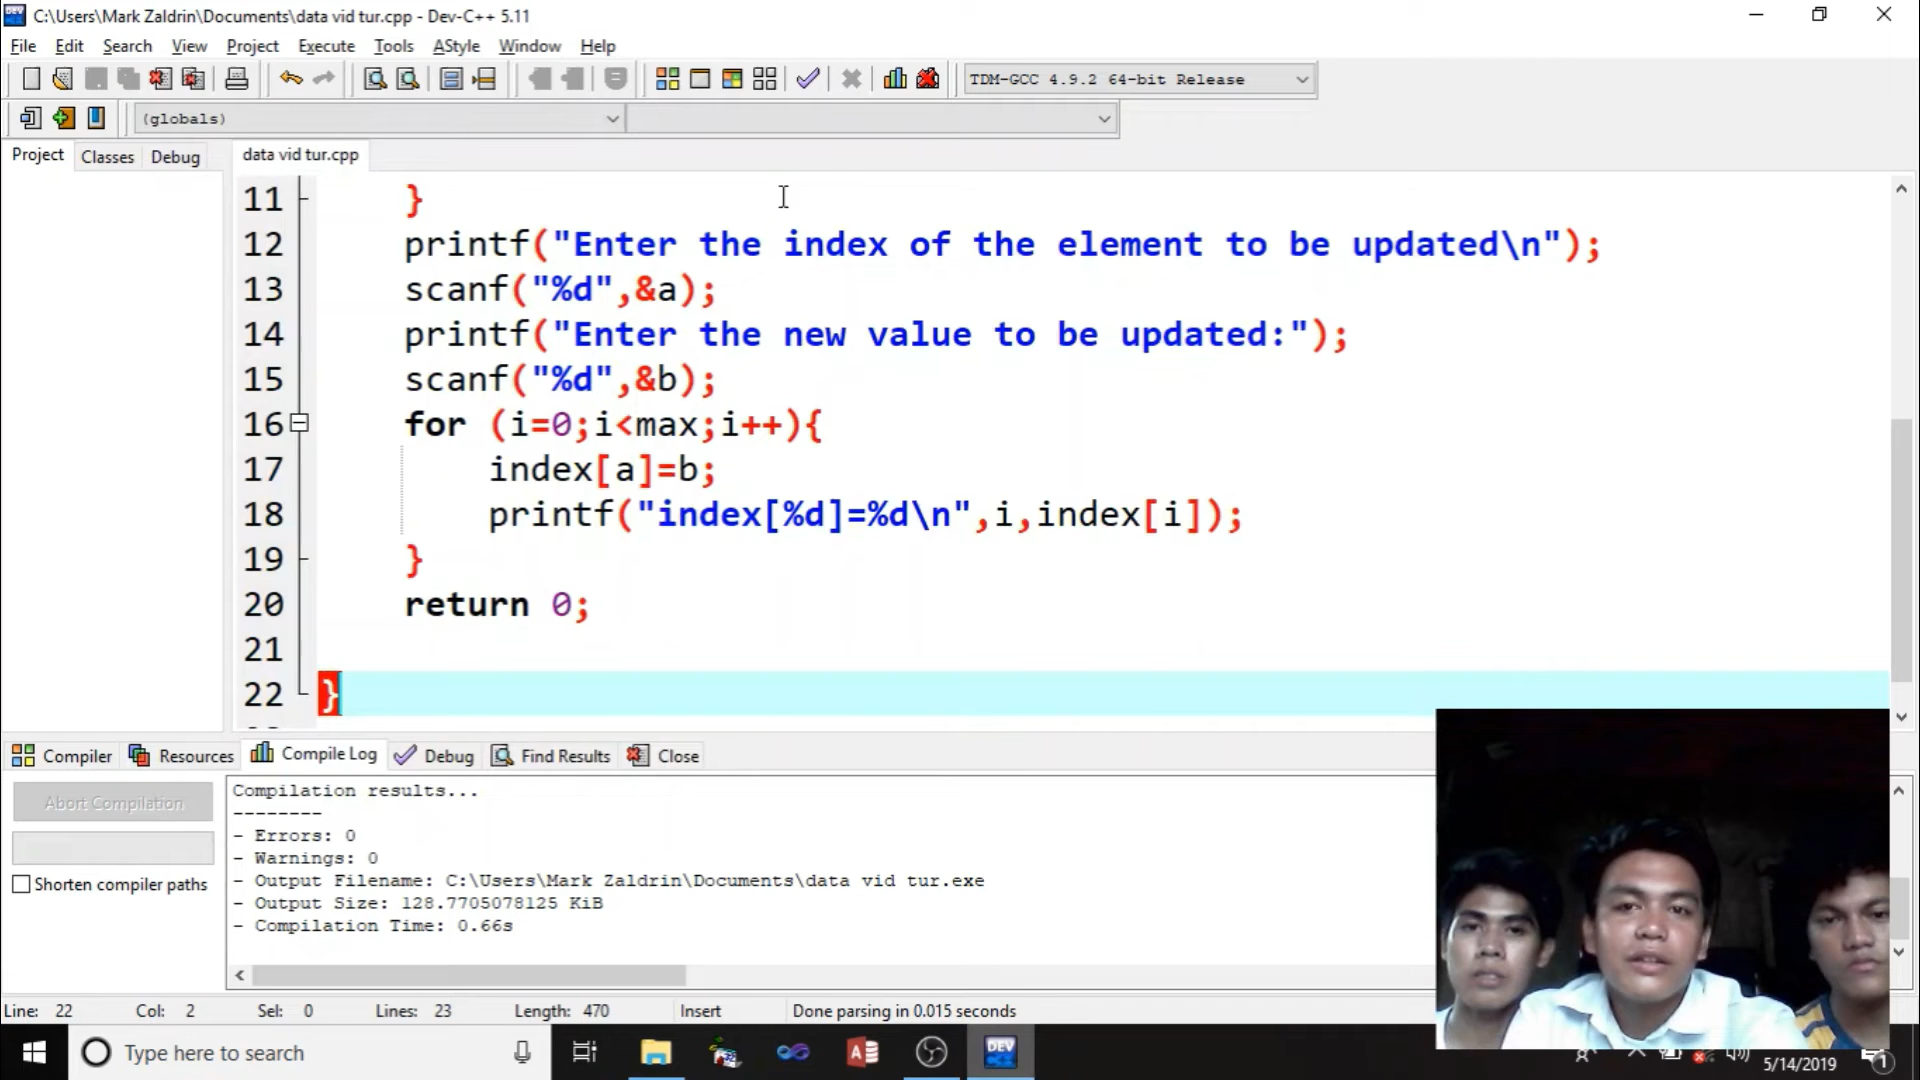 C:\Users\Mark Zaldrin\Documents\data vid tur.cpp - Dev-C++ 5.11
File Edit Search View Project Execute Tools AStyle Window Help
TDM-GCC 4.9.2 64-bit Release
(globals)
Project Classes Debug
data vid tur.cpp
11 }
12 printf("Enter the index of the element to be updated\n");
13 scanf("%d",&a);
14 printf("Enter the new value to be updated:");
15 scanf("%d",&b);
16 for (i=0;i<max;i++){
17 index[a]=b;
18 printf("index[%d]=%d\n",i,index[i]);
19 }
20 return 0;
21
22 }
Compiler Resources Compile Log Debug Find Results Close
Abort Compilation
Shorten compiler paths
Compilation results...
--------
- Errors: 0
- Warnings: 0
- Output Filename: C:\Users\Mark Zaldrin\Documents\data vid tur.exe
- Output Size: 128.7705078125 KiB
- Compilation Time: 0.66s
Line: 22 Col: 2 Sel: 0 Lines: 23 Length: 470 Insert Done parsing in 0.015 seconds
Type here to search
DEV
5/14/2019
1